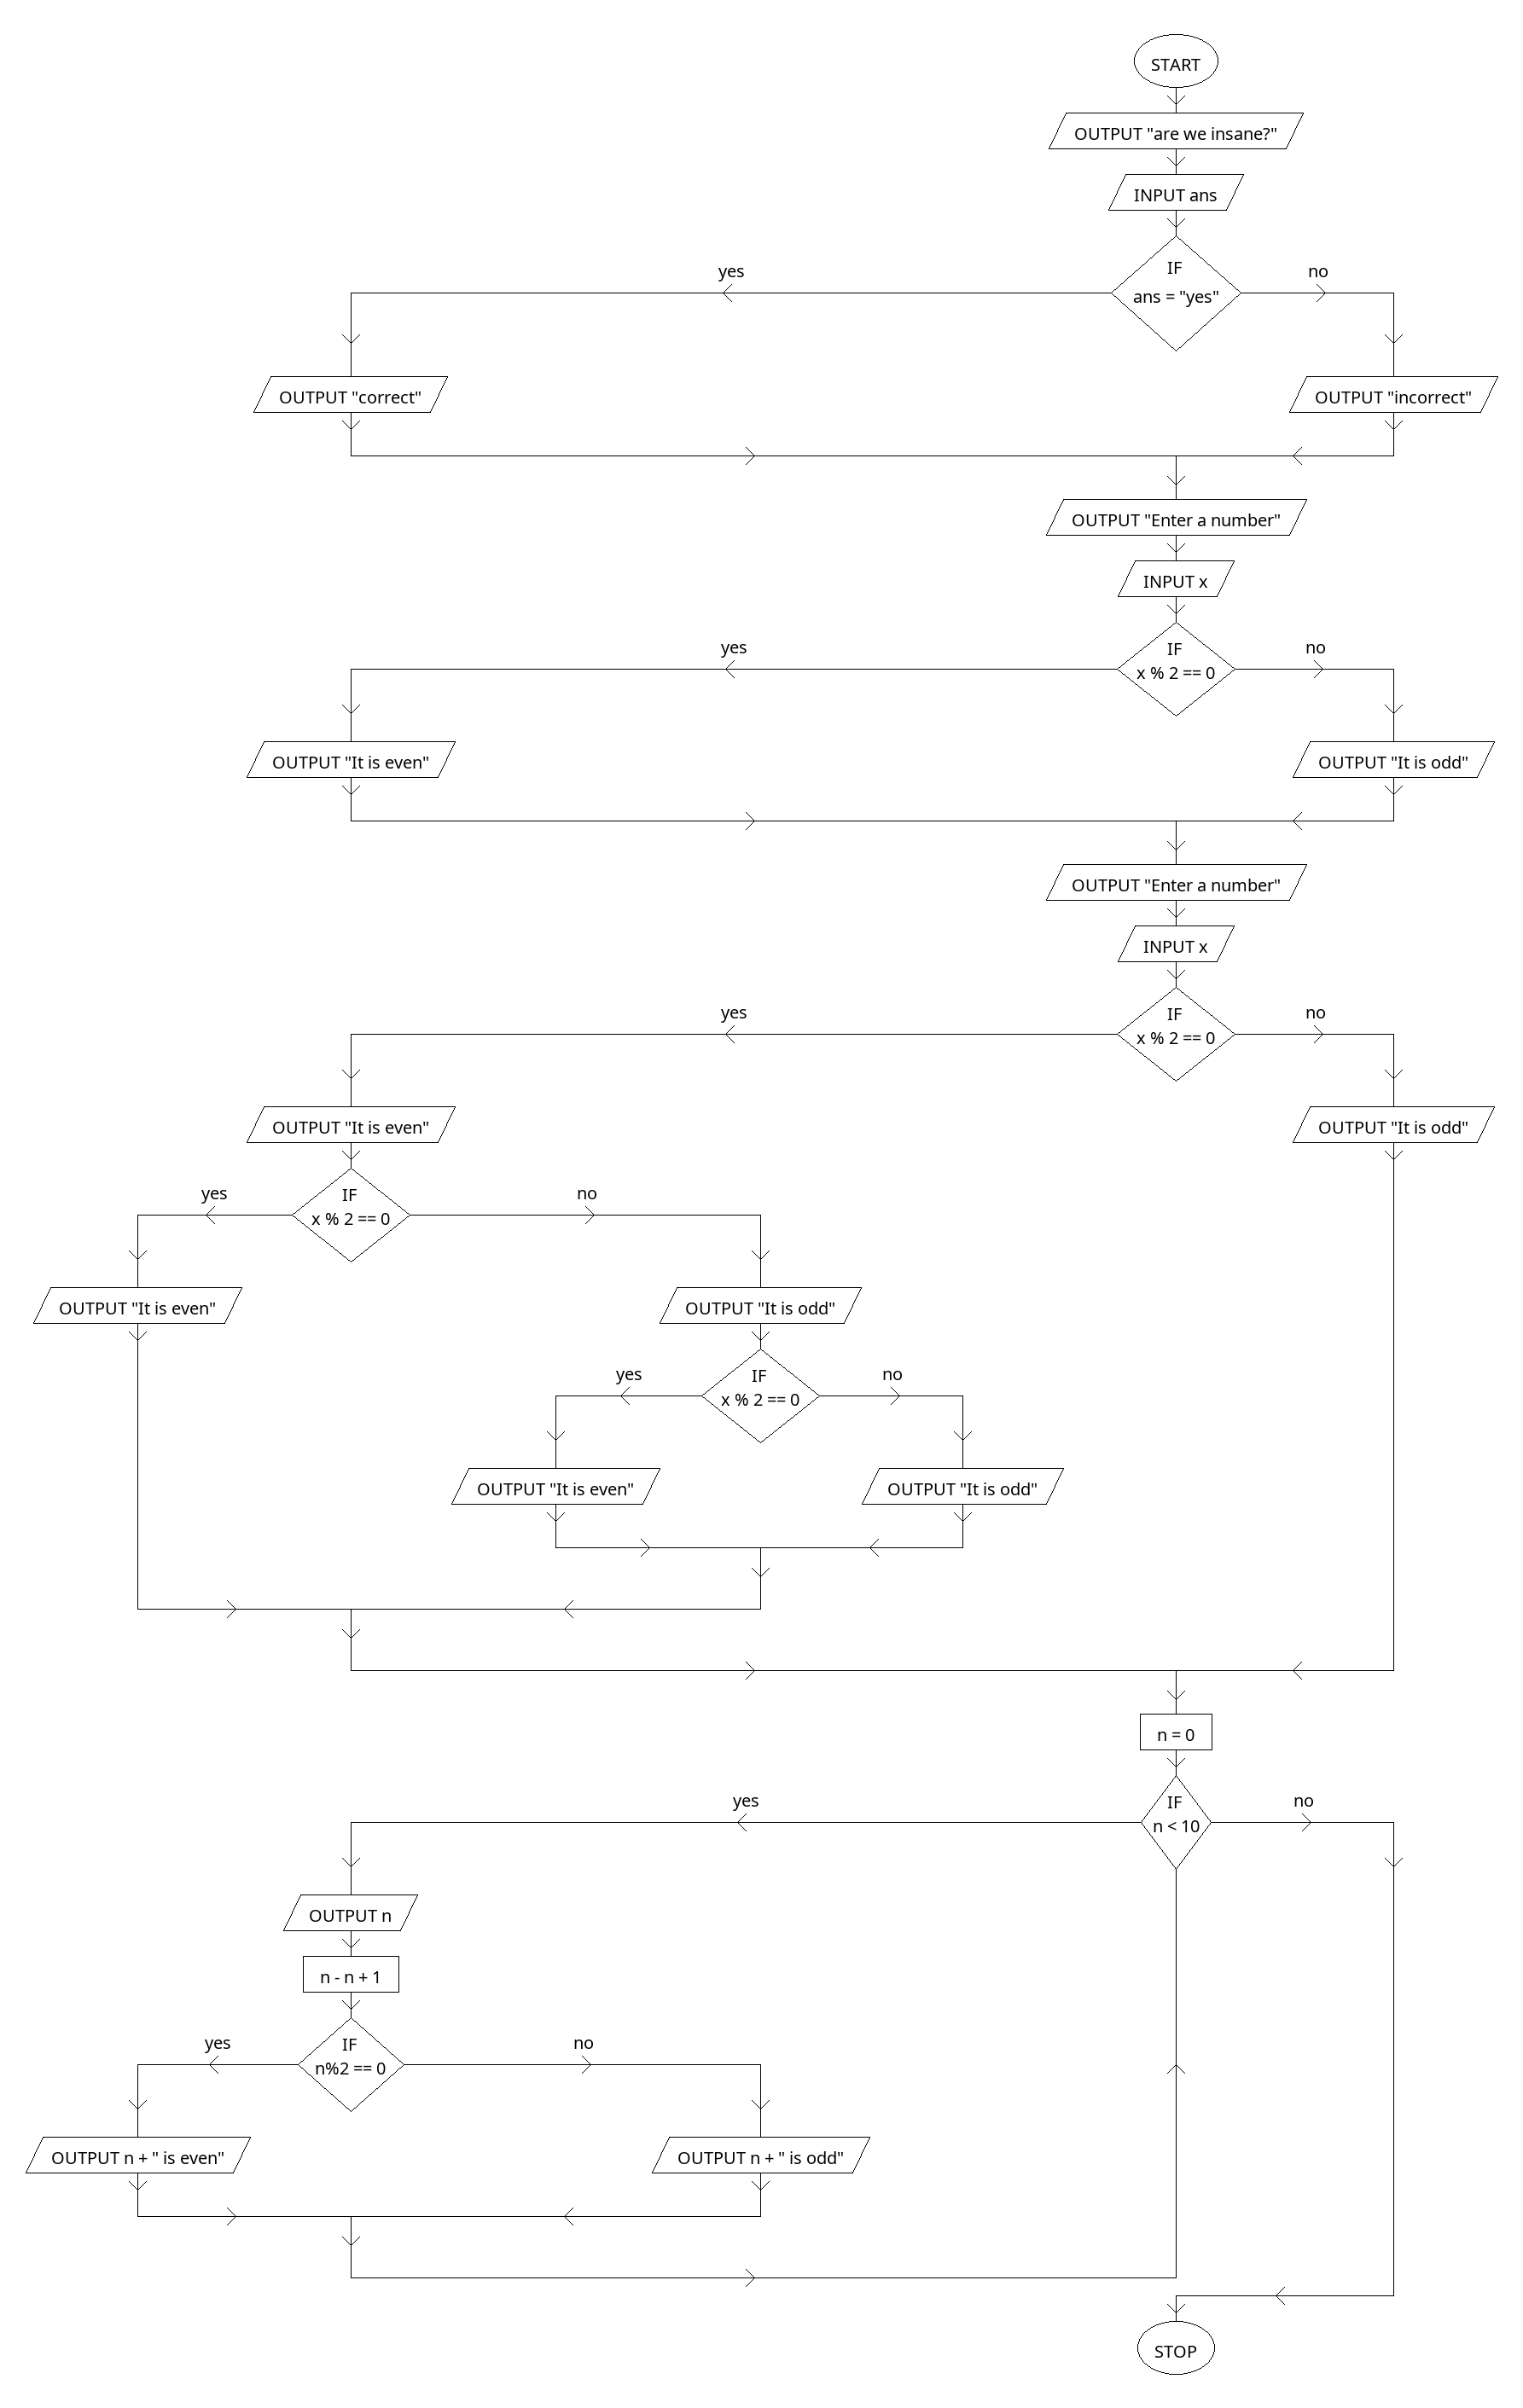 START
OUTPUT "are we insane?"
INPUT ans
IF
ans = "yes"
yes
no
OUTPUT "correct"
OUTPUT "incorrect"
OUTPUT "Enter a number"
INPUT x
IF
x % 2 == 0
yes
no
OUTPUT "It is even"
OUTPUT "It is odd"
OUTPUT "Enter a number"
INPUT x
IF
x % 2 == 0
yes
no
OUTPUT "It is even"
OUTPUT "It is odd"
IF
x % 2 == 0
yes
no
OUTPUT "It is even"
OUTPUT "It is odd"
IF
x % 2 == 0
yes
no
OUTPUT "It is even"
OUTPUT "It is odd"
n = 0
IF
n < 10
yes
no
OUTPUT n
n - n + 1
IF
n%2 == 0
yes
no
OUTPUT n + " is even"
OUTPUT n + " is odd"
STOP